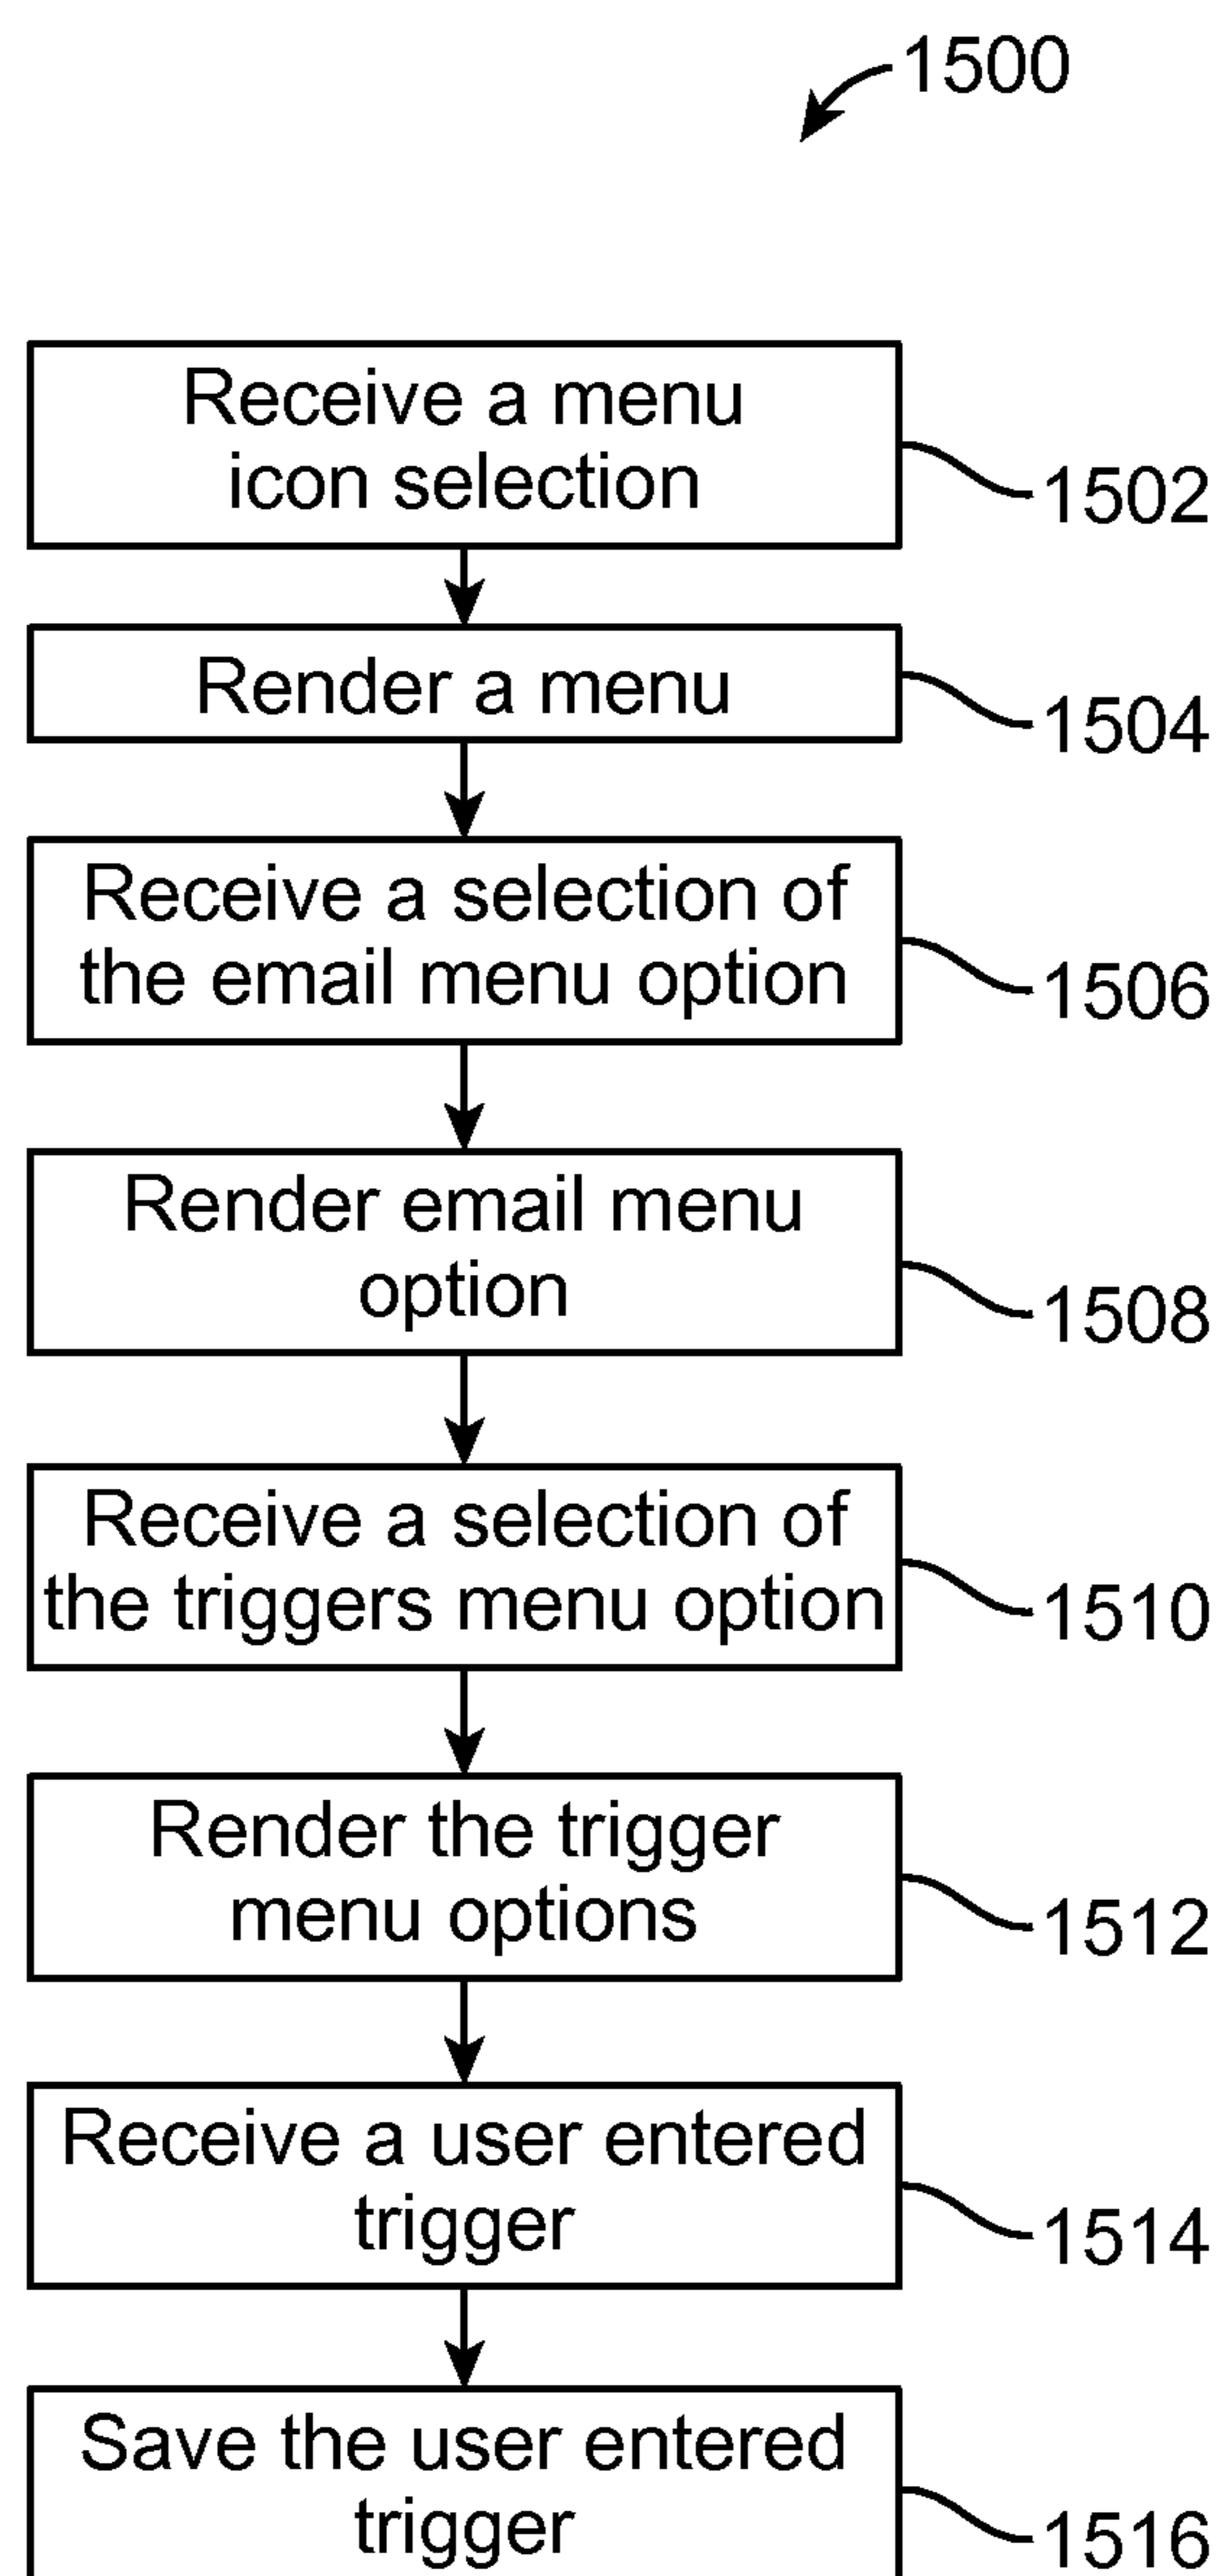 1500
Receive a menu
icon selection
1502
Render a menu
1504
Receive a selection of
the email menu option
1506
Render email menu
option
1508
Receive a selection of
the triggers menu option
1510
Render the trigger
menu options
1512
Receive a user entered
trigger
1514
Save the user entered
trigger
1516